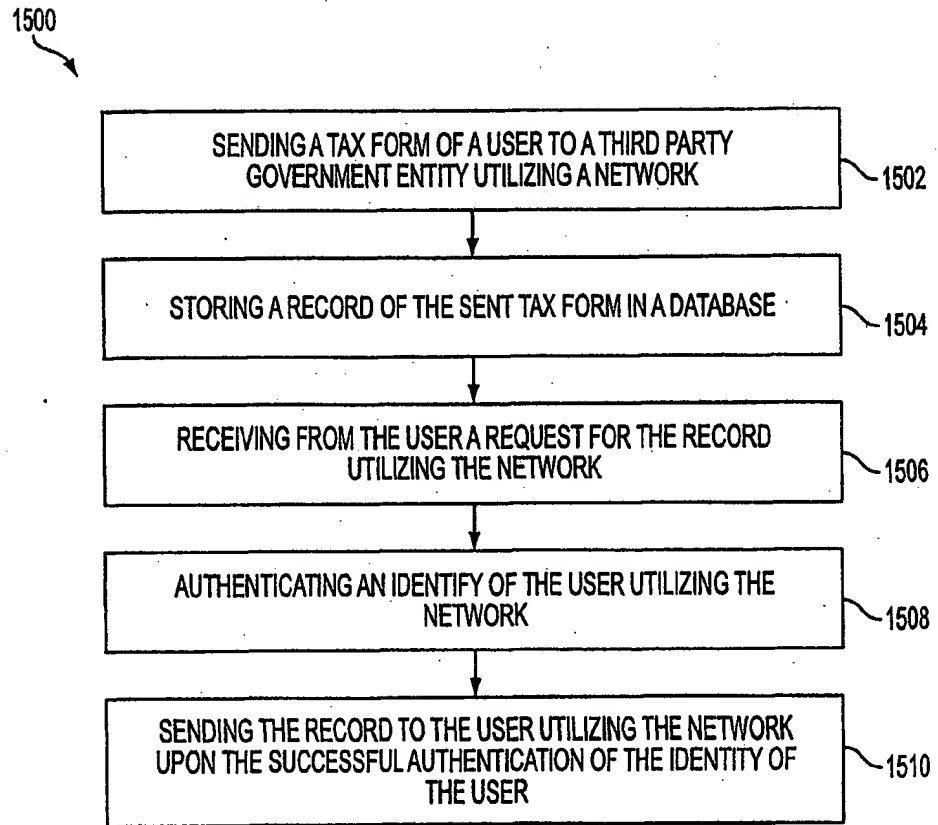 1500
SENDING A TAX FORM OF A USER TO A THIRD PARTY
GOVERNMENT ENTITY UTILIZING A NETWORK
1502
STORING A RECORD OF THE SENT TAX FORM IN A DATABASE
1504
RECEIVING FROM THE USER A REQUEST FOR THE RECORD
UTILIZING THE NETWORK
1506
AUTHENTICATING AN IDENTIFY OF THE USER UTILIZING THE
NETWORK
1508
SENDING THE RECORD TO THE USER UTILIZING THE NETWORK
UPON THE SUCCESSFUL AUTHENTICATION OF THE IDENTITY OF
THE USER
1510